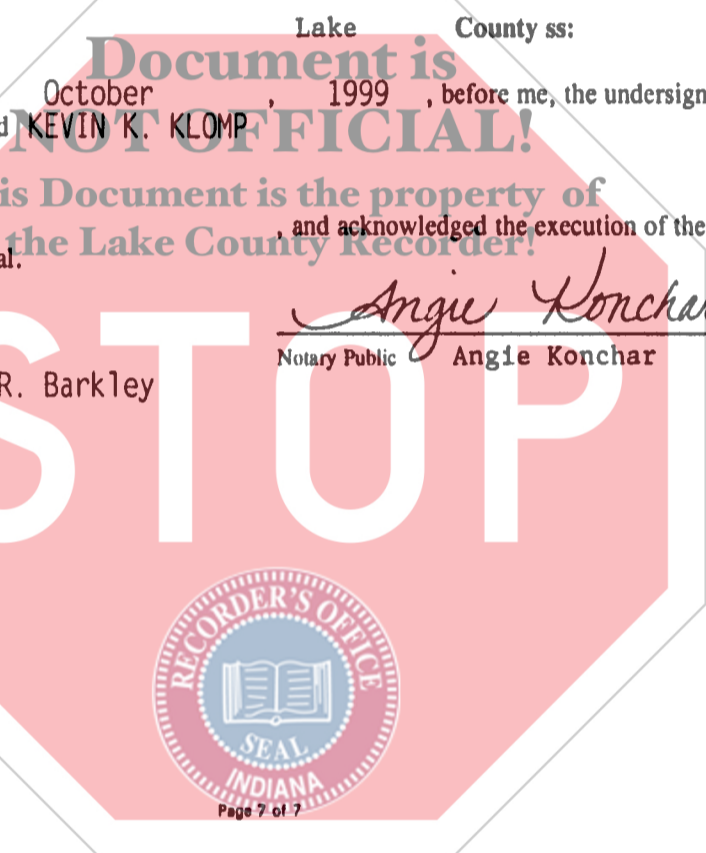 Lake County ss:
Document is
October , 1999 , before me, the undersign
d KEVIN K. KLOMP
NOT OFFICIAL!
is Document is the property of
, and acknowledged the execution of the
the Lake County Recorder!
al.
Angie Konchar
Notary Public Angie Konchar
R. Barkley
STOP
RECORDER'S OFFICE
SEAL
INDIANA
Page 7 of 7